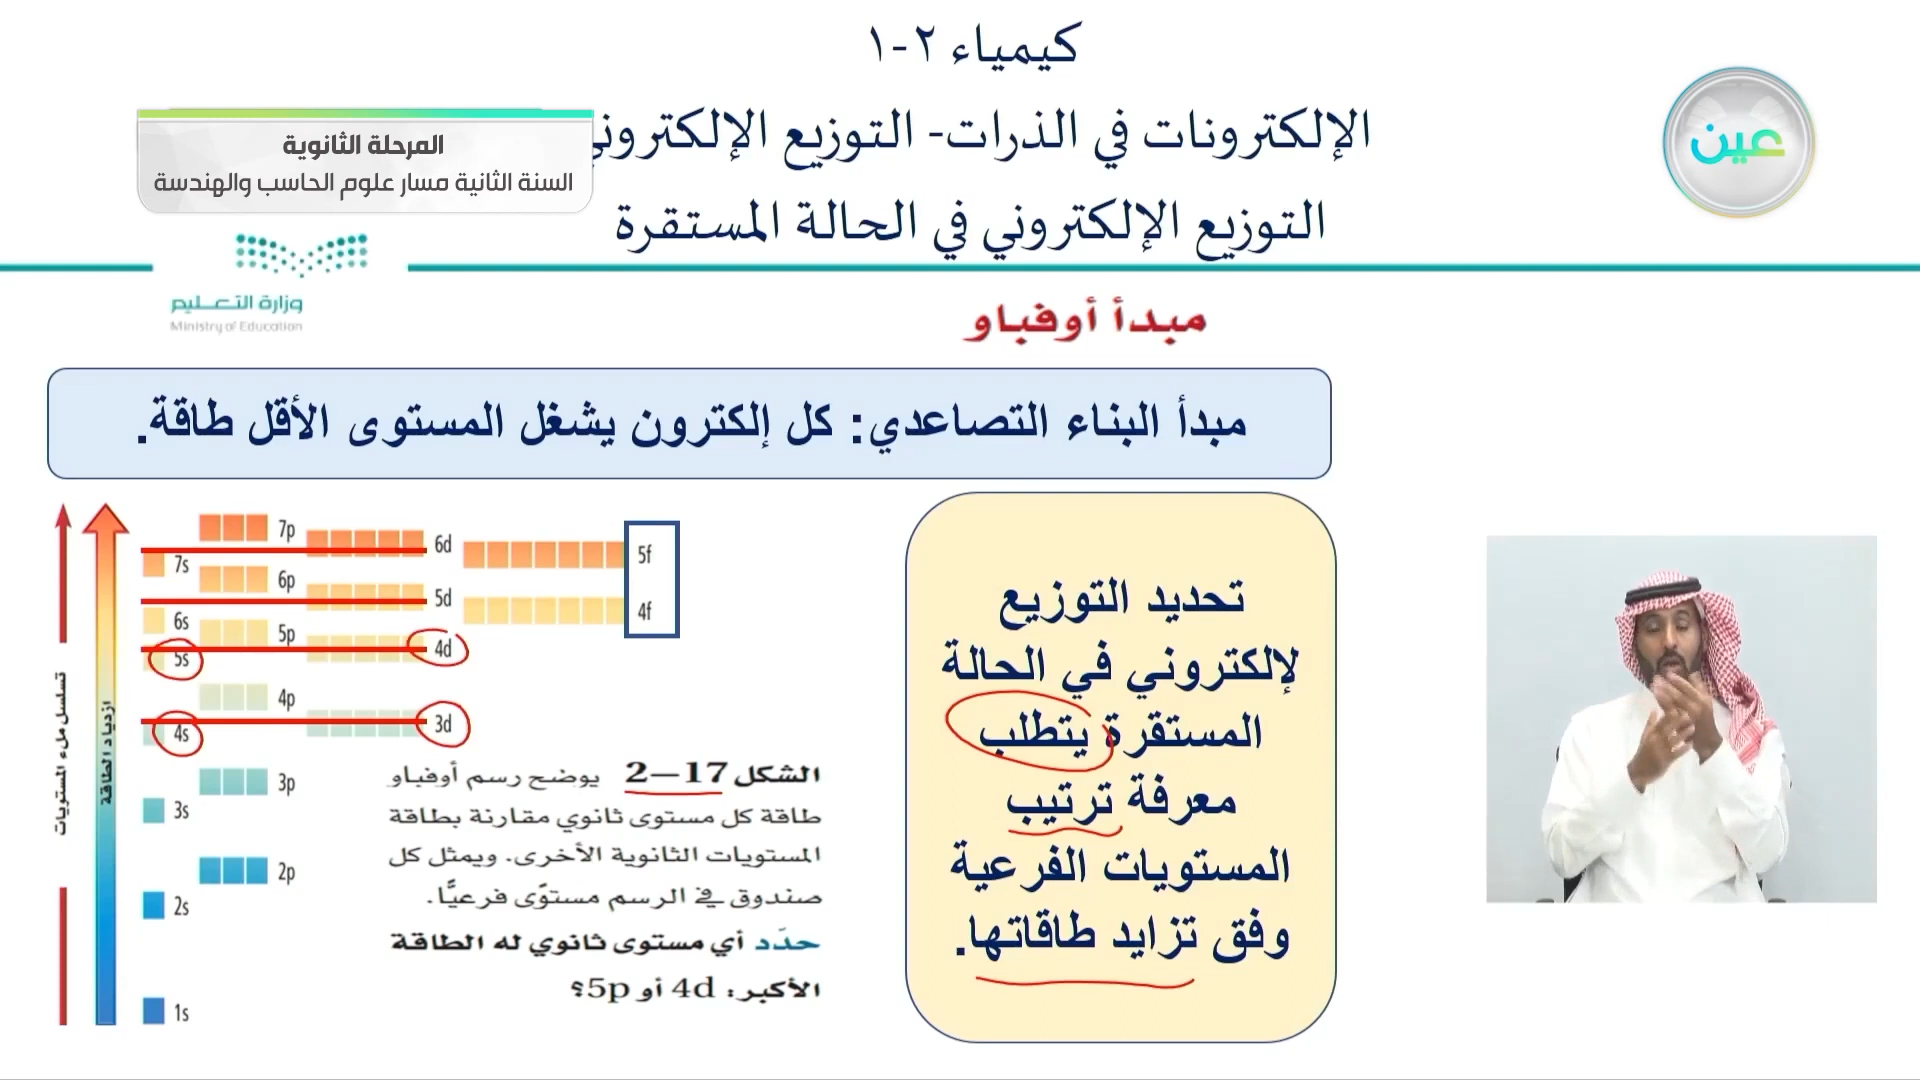 كيمياء ٢-١
الإلكترونات في الذرات- التوزيع الإلكتروني
التوزيع الإلكتروني في الحالة المستقرة
المرحلة الثانوية
السنة الثانية مسار علوم الحاسب والهندسة
عين
وزارة التعليم
Ministry of Education
مبدأ أوفباو
مبدأ البناء التصاعدي: كل إلكترون يشغل المستوى الأقل طاقة.
تحديد التوزيع
لإلكتروني في الحالة
المستقرة يتطلب
معرفة ترتيب
المستويات الفرعية
وفق تزايد طاقاتها.
تسلسل ملء المستويات
ازدياد الطاقة
7p
6d
5f
7s
6p
5d
4f
6s
5p
4d
5s
4p
3d
4s
3p
3s
2p
2s
1s
الشكل 17–2 يوضح رسم أوفباو
طاقة كل مستوى ثانوي مقارنة بطاقة
المستويات الثانوية الأخرى. ويمثل كل
صندوق في الرسم مستوًى فرعيًّا.
حدّد أي مستوى ثانوي له الطاقة
الأكبر: 4d أو 5p؟